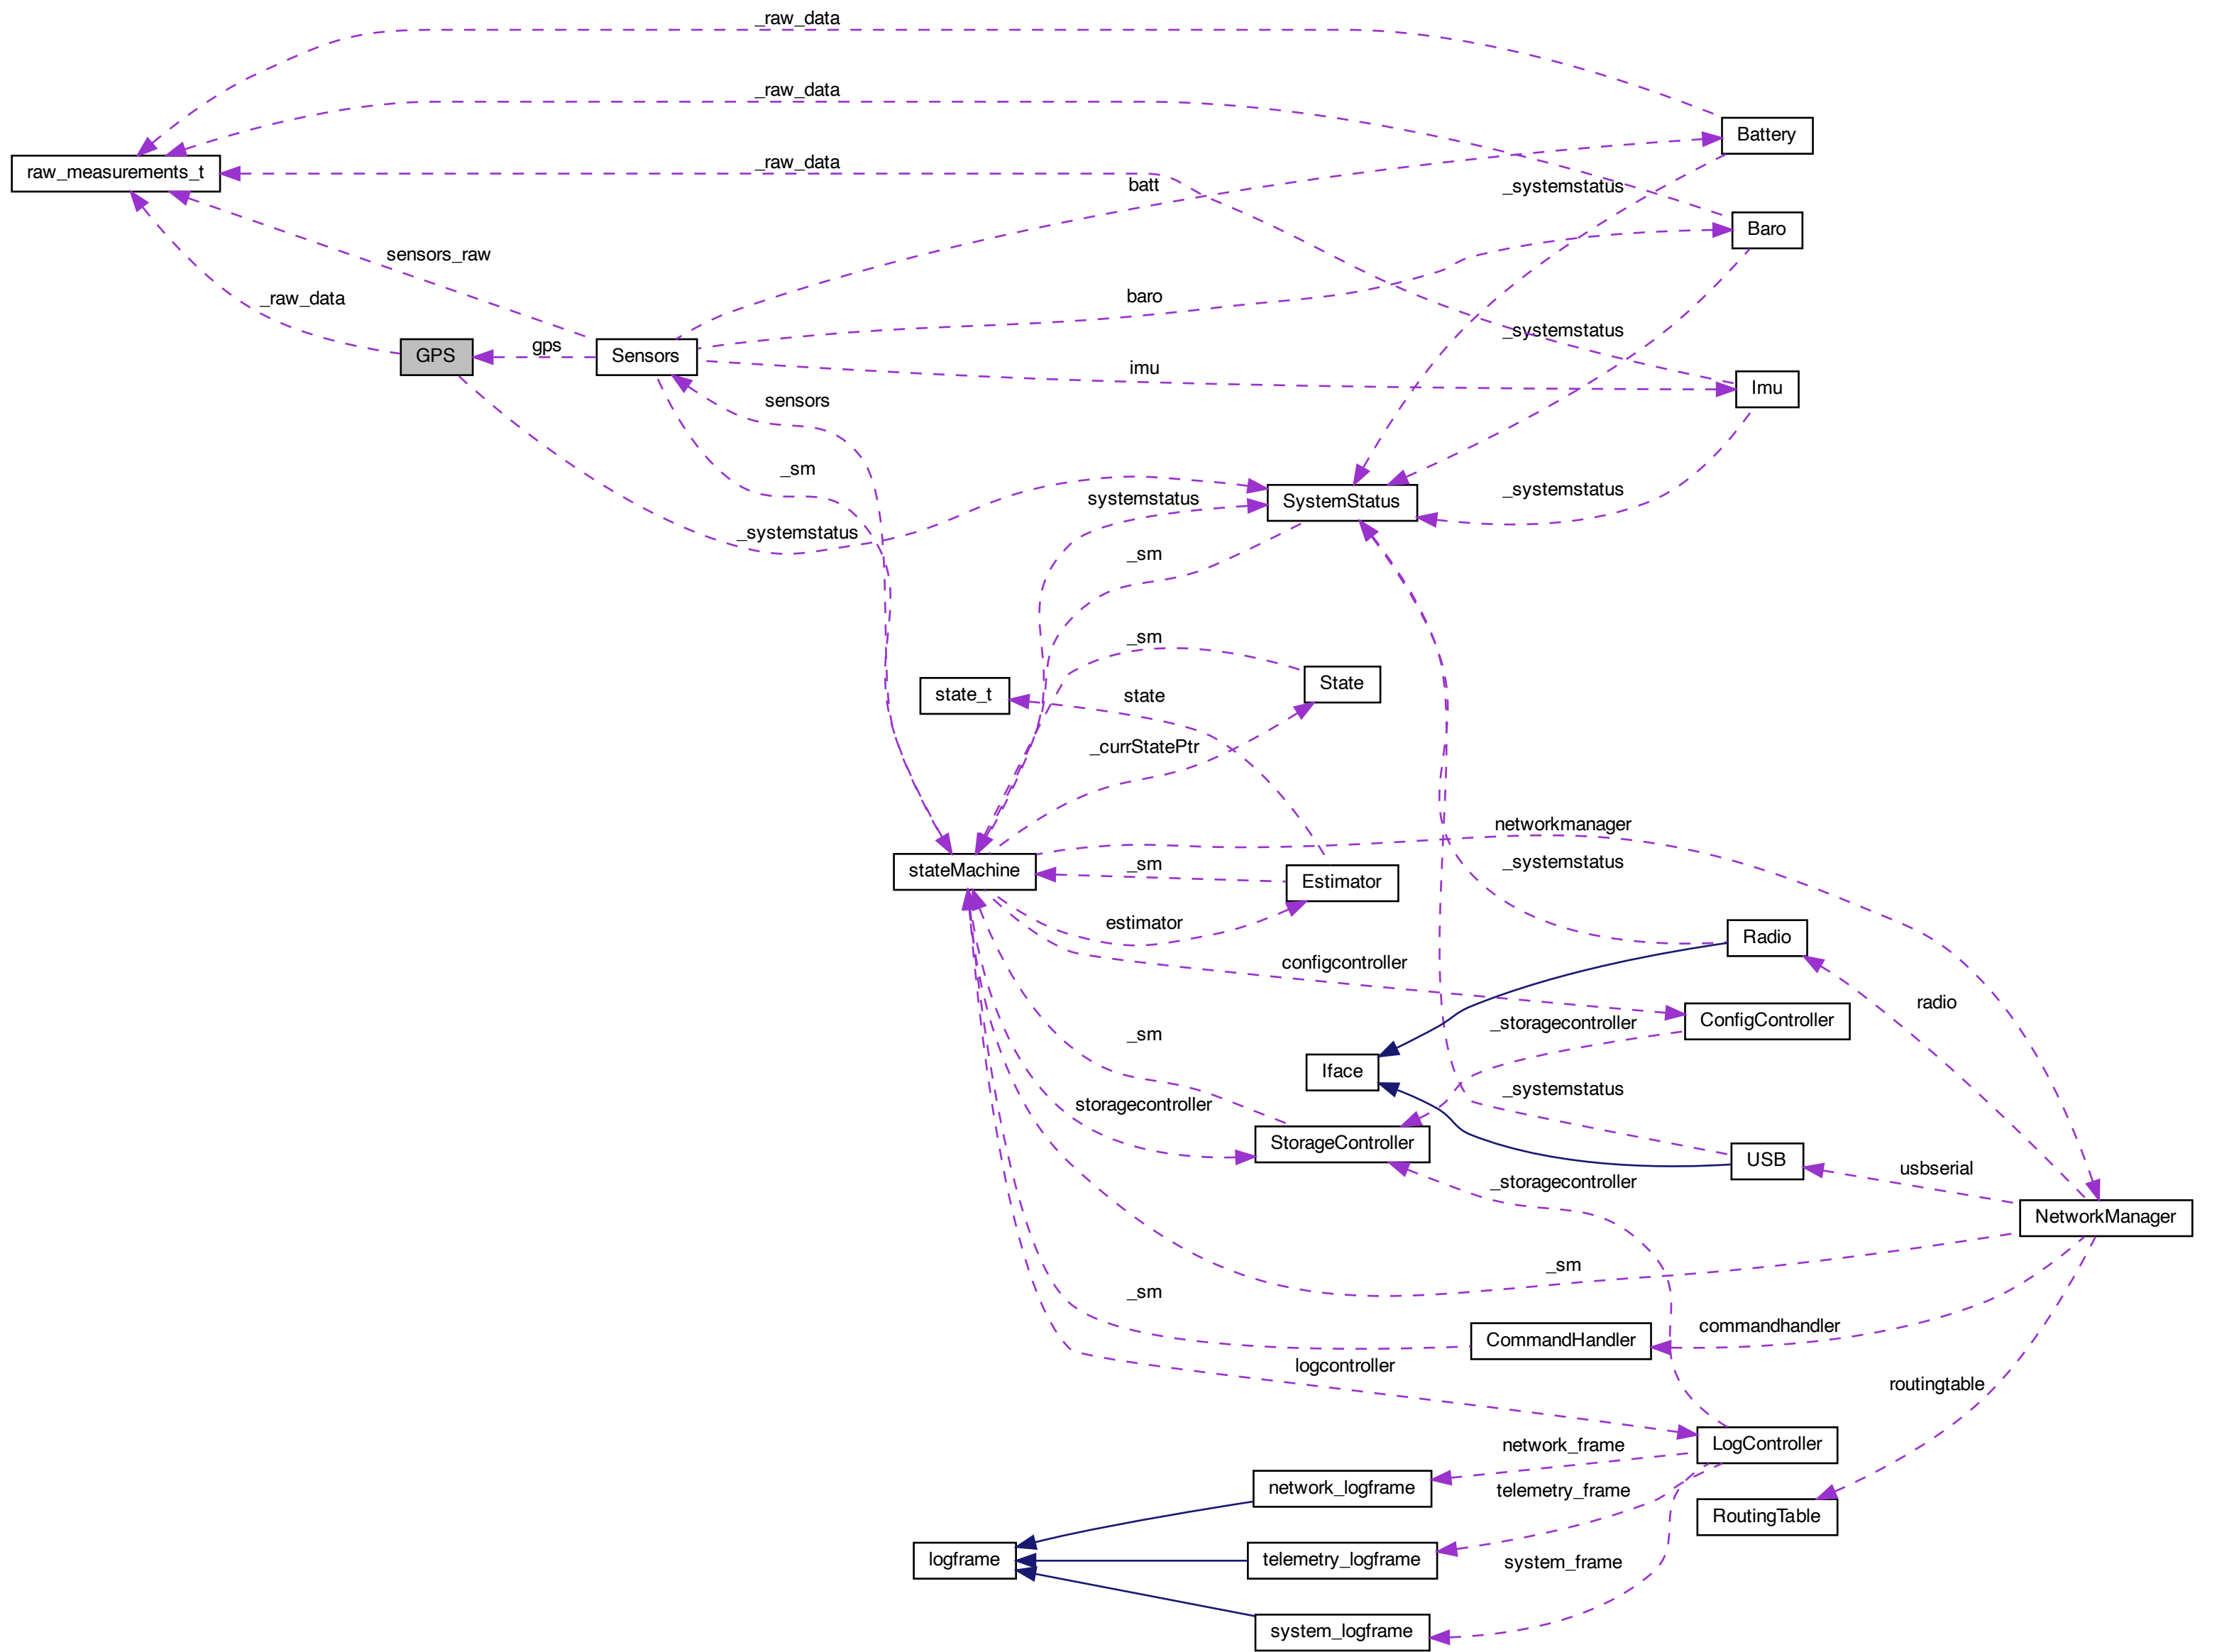 _raw_data
_raw_data
Battery
raw_measurements_t
_raw_data
batt
_systemstatus
Baro
sensors_raw
_raw_data
baro
_systemstatus
GPS
gps
Sensors
imu
Imu
sensors
_sm
_systemstatus
systemstatus
SystemStatus
_systemstatus
_sm
_sm
State
state_t
state
_currStatePtr
networkmanager
stateMachine
_sm
Estimator
_systemstatus
estimator
Radio
configcontroller
radio
_storagecontroller
ConfigController
_sm
Iface
storagecontroller
_systemstatus
StorageController
USB
usbserial
_storagecontroller
NetworkManager
_sm
_sm
CommandHandler
commandhandler
logcontroller
routingtable
network_frame
LogController
network_logframe
telemetry_frame
RoutingTable
logframe
telemetry_logframe
system_frame
system_logframe